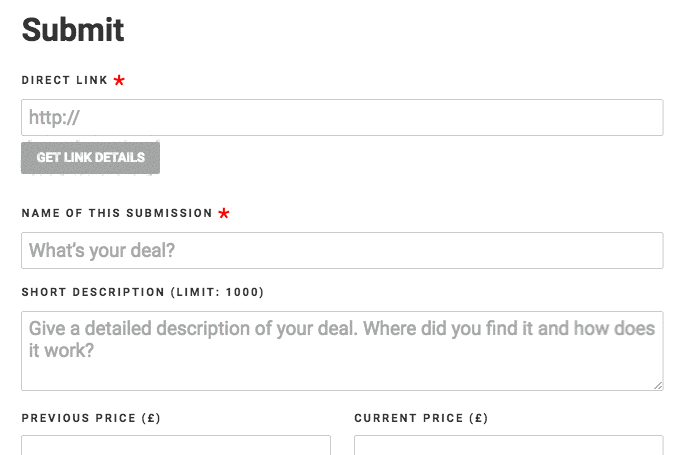 Submit
DIRECT LINK *
http://
GET LINK DETAILS
NAME OF THIS SUBMISSION *
What's your deal?
SHORT DESCRIPTION (LIMIT: 1000)
Give a detailed description of your deal. Where did you find it and how does
it work?
PREVIOUS PRICE (£) CURRENT PRICE (£)